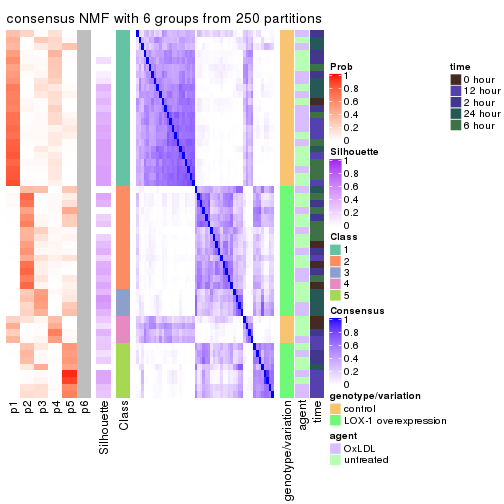 consensus NMF with 6 groups from 250 partitions
p1
p2
p3
p4
p5
p6
Silhouette
Class
genotype/variation
agent
time
Prob
1
0.8
0.6
0.4
0.2
0
Silhouette
1
0.8
0.6
0.4
0.2
0
Class
1
2
3
4
5
Consensus
1
0.8
0.6
0.4
0.2
0
genotype/variation
control
LOX-1 overexpression
agent
OxLDL
untreated
time
0 hour
12 hour
2 hour
24 hour
6 hour